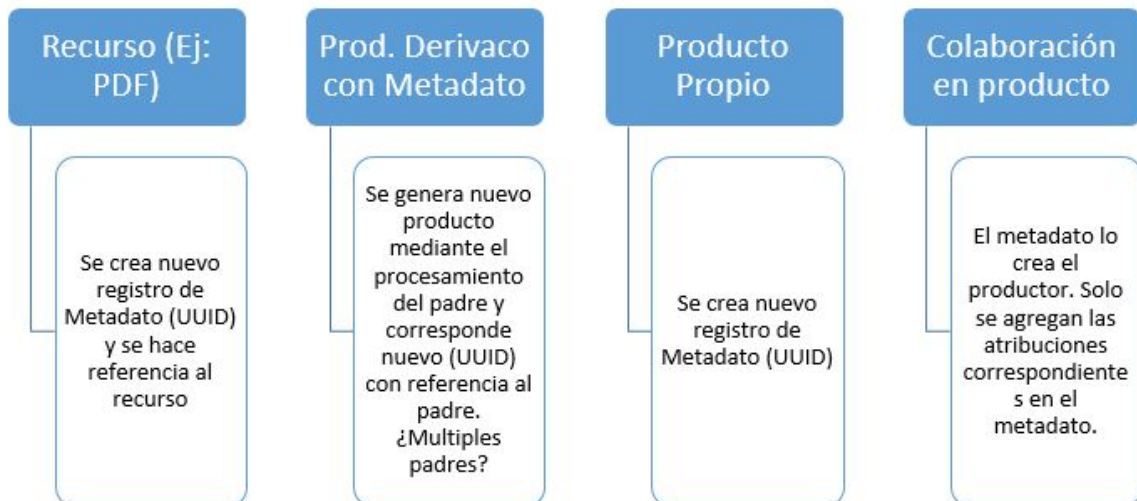 Recurso (Ej:
PDF)
Se crea nuevo
registro de
Metadato (UUID)
y se hace
referencia al
recurso
Prod. Derivaco
con Metadato
Se genera nuevo
producto
mediante el
procesamiento
del padre y
corresponde
nuevo (UUID)
con referencia al
padre.
¿Multiples
padres?
Producto
Propio
Se crea nuevo
registro de
Metadato (UUID)
Colaboración
en producto
El metadato lo
crea el
productor. Solo
se agregan las
atribuciones
correspondiente
s en el
metadato.